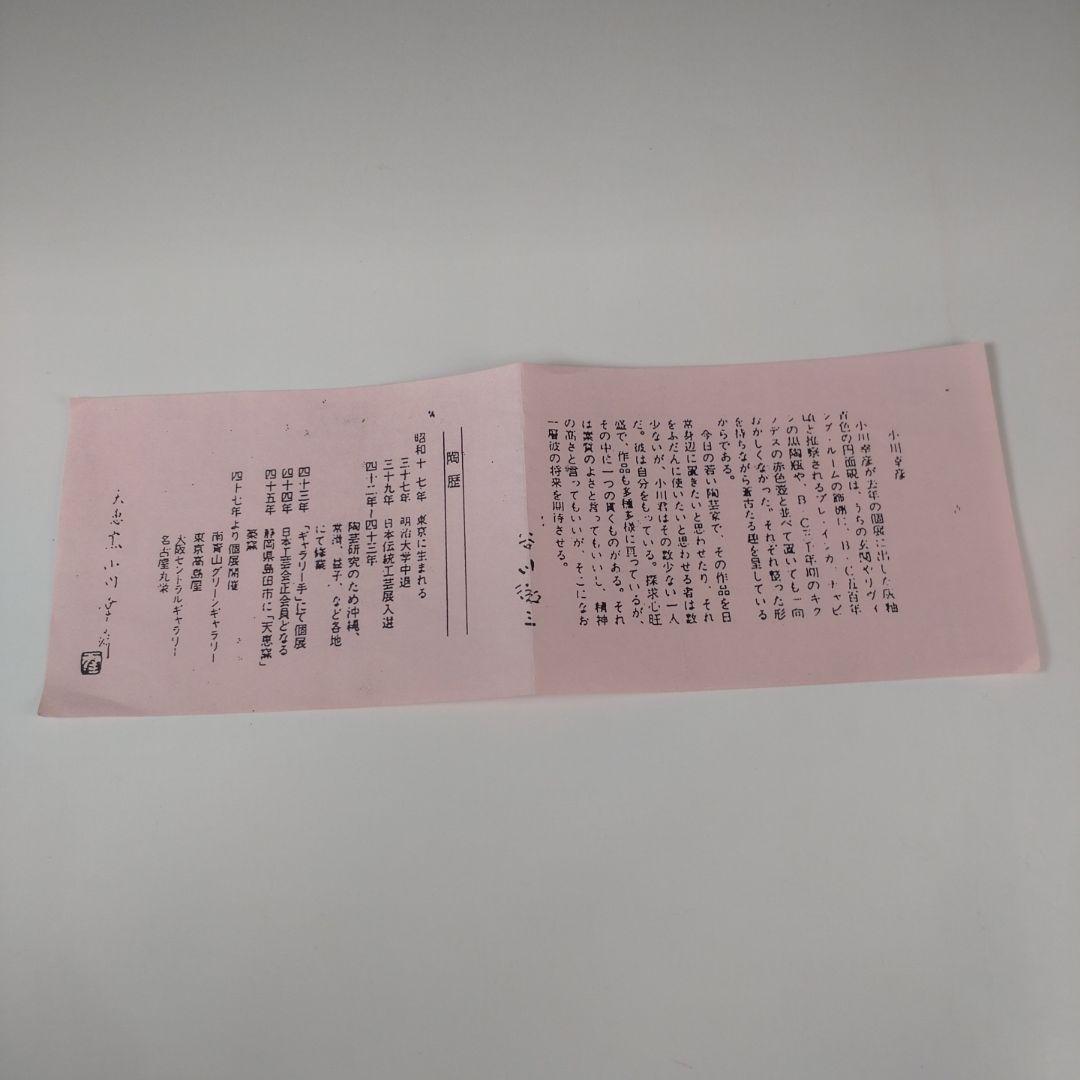 小川幸彦
小川幸彦が去年の個展に出した灰釉
青色の円面硯は、うちの玄関やリヴィ
ング・ルームの飾棚に、B・C五百年
と推察されるプレ・インカ、チャビ
ンの黒陶瓶や、B・C三千年期のキク
ラデスの赤色壺と並べて置いても一向
おかしくなかった。それぞれ整った形
を持ちながら蒼古たる趣を呈している
からである。
今日の若い陶芸家で、その作品を日
常身辺に置きたいと思わせたり、それ
をふだんに使いたいと思わせる者は数
少ないが、小川君はその数少ない一人
だ。彼は自分をもっている。探求心旺
盛で、作品も多種多様に亘っているが、
その中に一つの貫くものがある。それ
は素質のよさと言ってもいいし、精神
の高さと言ってもいいが、そこになお
一層彼の将来を期待させる。
谷川徹三
陶歴
昭和十七年 東京に生まれる
三十七年 明治大学中退
三十九年 日本伝統工芸展入選
四十二年〜四十三年
陶芸研究のため沖縄、
常滑、益子、など各地
にて修業
四十三年 「ギャラリー手」にて個展
四十四年 日本工芸会正会員となる
四十五年 静岡県島田市に「天恵窯」
築窯
四十七年より個展開催
南青山グリーンギャラリー
東京高島屋
大阪セントラルギャラリー
名古屋丸栄
天恵窯 小川幸彦